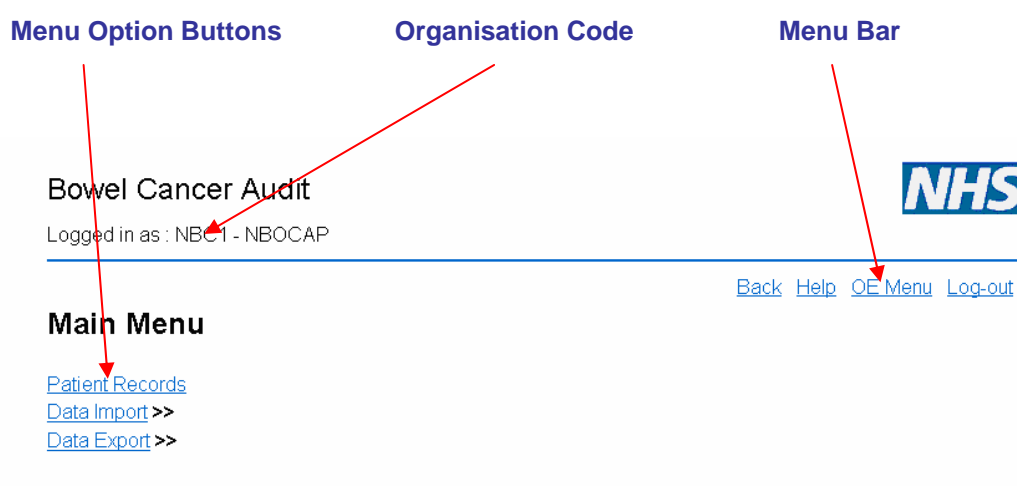 Menu Option Buttons Organisation Code Menu Bar
Bowel Cancer Audit
NHS
Logged in as : NBC1 - NBOCAP
Back Help OE Menu Log-out
Main Menu
Patient Records
Data Import >>
Data Export >>